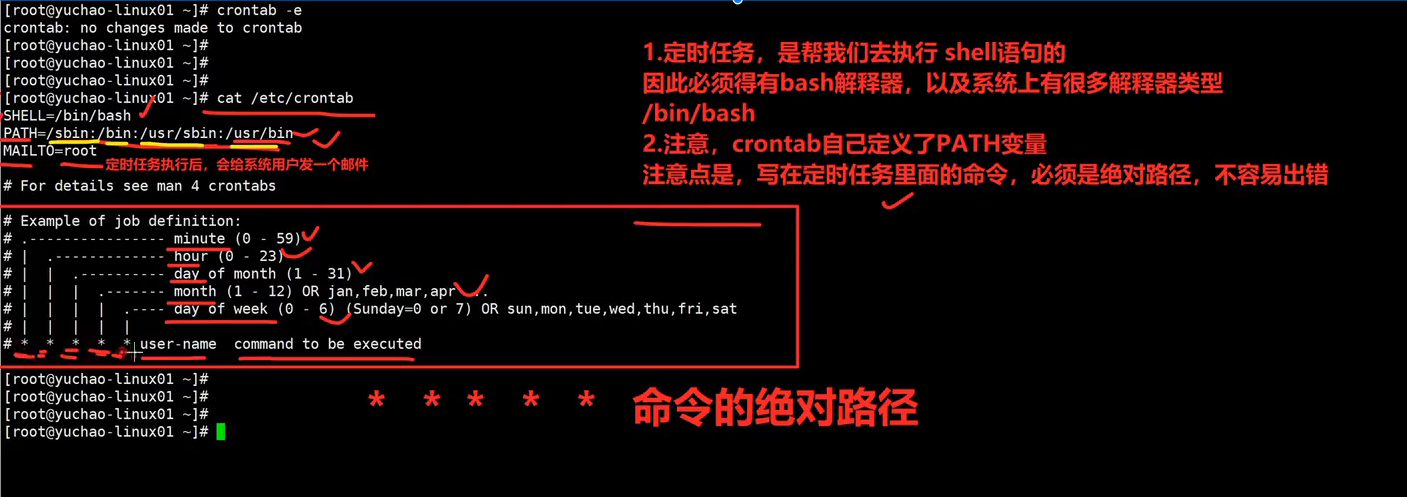 [root@yuchao-linux01 ~]# crontab -e
crontab: no changes made to crontab
[root@yuchao-linux01 ~]#
[root@yuchao-linux01 ~]#
[root@yuchao-linux01 ~]#
[root@yuchao-linux01 ~]# cat /etc/crontab
SHELL=/bin/bash
PATH=/sbin:/bin:/usr/sbin:/usr/bin
MAILTO=root
定时任务执行后，会给系统用户发一个邮件
1.定时任务，是帮我们去执行 shell语句的
因此必须得有bash解释器，以及系统上有很多解释器类型
/bin/bash
2.注意，crontab自己定义了PATH变量
注意点是，写在定时任务里面的命令，必须是绝对路径，不容易出错
# For details see man 4 crontabs
# Example of job definition:
# .---------------- minute (0 - 59)
# |  .------------- hour (0 - 23)
# |  |  .---------- day of month (1 - 31)
# |  |  |  .------- month (1 - 12) OR jan,feb,mar,apr ...
# |  |  |  |  .---- day of week (0 - 6) (Sunday=0 or 7) OR sun,mon,tue,wed,thu,fri,sat
# |  |  |  |  |
# *  *  *  *  * user-name  command to be executed
[root@yuchao-linux01 ~]#
[root@yuchao-linux01 ~]#
[root@yuchao-linux01 ~]#
[root@yuchao-linux01 ~]#
* * * * * 命令的绝对路径